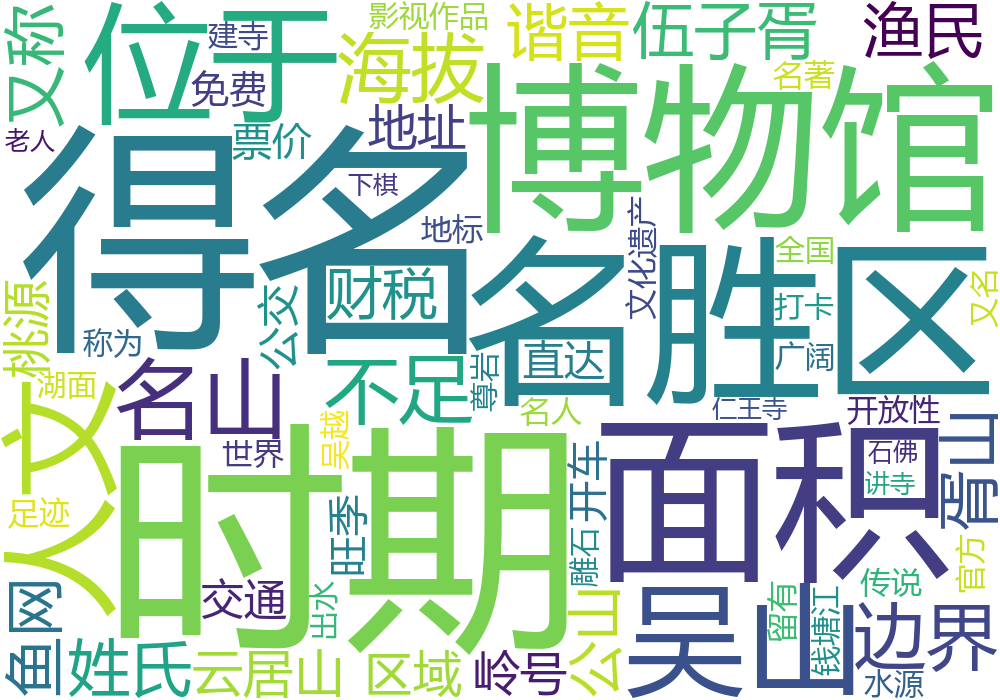 又称
位于
建寺
影视作品
谐音
伍子胥
渔民
免费
海拔
名著
博物馆
老人
票价
地址
得名
下棋
地标
文化遗产
全国
又名
名胜区
桃源
公交
财税
打卡
称为
直达
广阔
湖面
名山
不足
尊岩
名人
仁王寺
开放性
人文
世界
吴越
时期
开车
面积
石佛
讲寺
胥山
足迹
旺季
雕石
官方
鱼网
交通
出水
公山
吴山
留有
钱塘江
传说
边界
姓氏
云居山
区域
岭号
水源